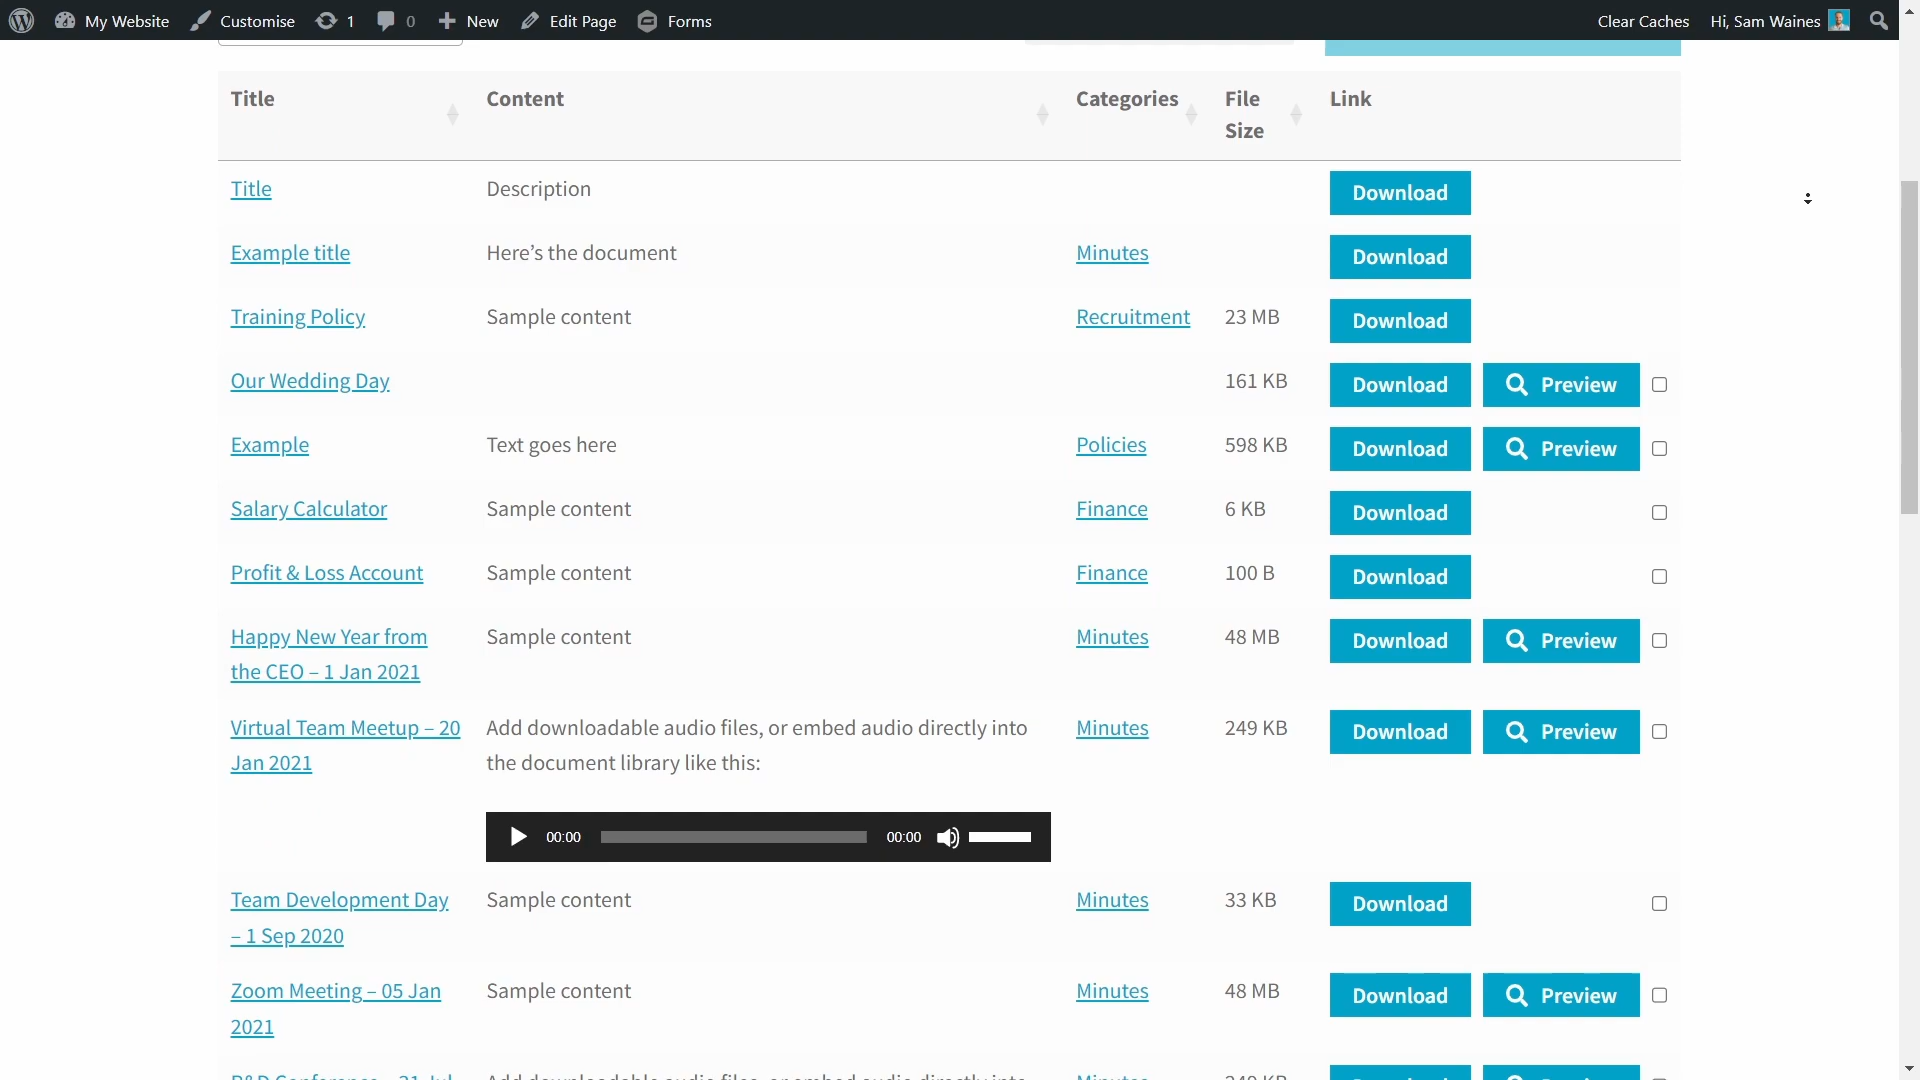 My Website Customise 1 0 New Edit Page Forms Clear Caches Hi, Sam Waines
Title Content Categories File Size Link
Title Description Download
Example title Here’s the document Minutes Download
Training Policy Sample content Recruitment 23 MB Download
Our Wedding Day 161 KB Download Preview
Example Text goes here Policies 598 KB Download Preview
Salary Calculator Sample content Finance 6 KB Download
Profit & Loss Account Sample content Finance 100 B Download
Happy New Year from Sample content Minutes 48 MB Download Preview
the CEO – 1 Jan 2021
Virtual Team Meetup – 20 Add downloadable audio files, or embed audio directly into Minutes 249 KB Download Preview
Jan 2021 the document library like this:
00:00 00:00
Team Development Day Sample content Minutes 33 KB Download
– 1 Sep 2020
Zoom Meeting – 05 Jan Sample content Minutes 48 MB Download Preview
2021